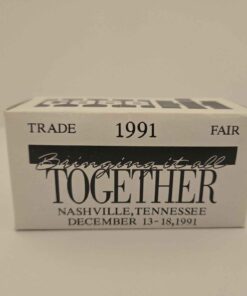 TRADE 1991 FAIR
Bringing it all
TOGETHER
NASHVILLE, TENNESSEE
DECEMBER 13-18, 1991